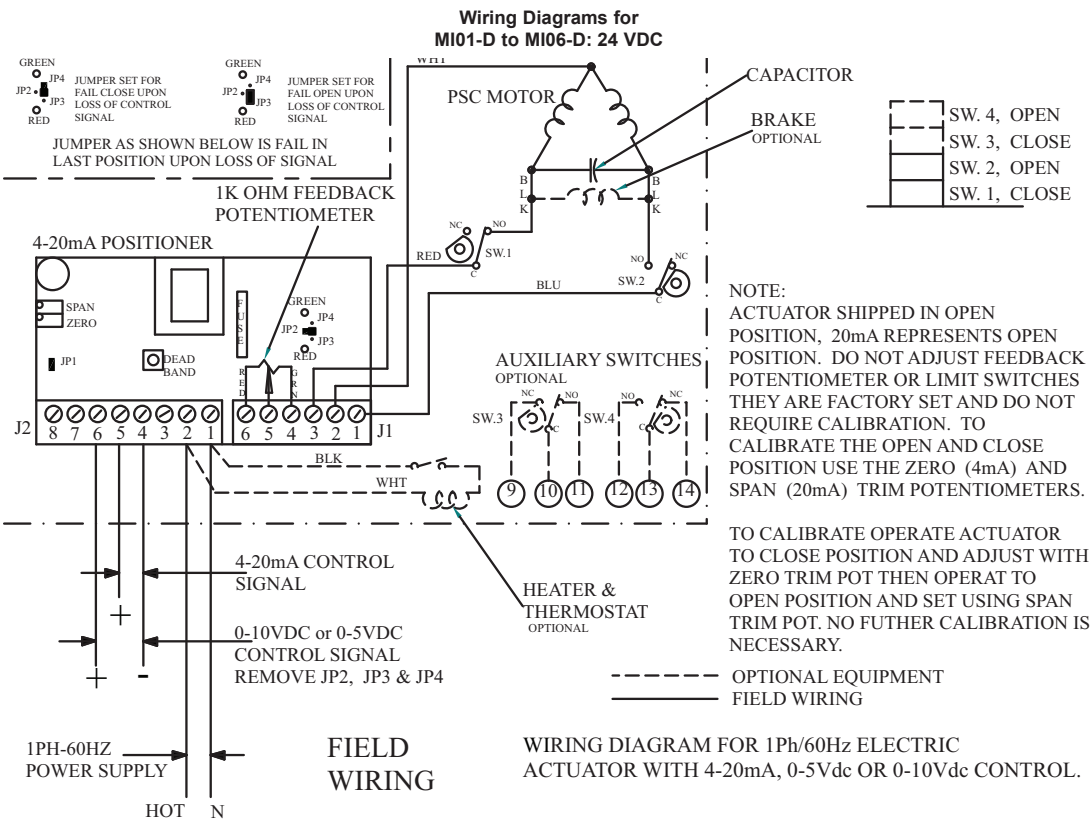 Wiring Diagrams for
MI01-D to MI06-D: 24 VDC
GREEN
JP4
JP2
JP3
RED
JUMPER SET FOR
FAIL CLOSE UPON
LOSS OF CONTROL
SIGNAL
GREEN
JP4
JP2
JP3
RED
JUMPER SET FOR
FAIL OPEN UPON
LOSS OF CONTROL
SIGNAL
JUMPER AS SHOWN BELOW IS FAIL IN
LAST POSITION UPON LOSS OF SIGNAL
WHT
PSC MOTOR
CAPACITOR
BRAKE
OPTIONAL
SW. 4, OPEN
SW. 3, CLOSE
SW. 2, OPEN
SW. 1, CLOSE
BLK
BLK
1K OHM FEEDBACK
POTENTIOMETER
4-20mA POSITIONER
SPAN
ZERO
JP1
DEAD
BAND
FUSE
GREEN
JP4
JP2
JP3
RED
RED
GRN
J2
8 7 6 5 4 3 2 1
6 5 4 3 2 1
J1
RED
NC
NO
SW.1
C
BLU
NO
NC
SW.2
C
AUXILIARY SWITCHES
OPTIONAL
NC
NO
SW.3
C
NO
NC
SW.4
C
9 10 11 12 13 14
BLK
WHT
HEATER &
THERMOSTAT
OPTIONAL
NOTE:
ACTUATOR SHIPPED IN OPEN
POSITION, 20mA REPRESENTS OPEN
POSITION. DO NOT ADJUST FEEDBACK
POTENTIOMETER OR LIMIT SWITCHES
THEY ARE FACTORY SET AND DO NOT
REQUIRE CALIBRATION. TO
CALIBRATE THE OPEN AND CLOSE
POSITION USE THE ZERO (4mA) AND
SPAN (20mA) TRIM POTENTIOMETERS.
TO CALIBRATE OPERATE ACTUATOR
TO CLOSE POSITION AND ADJUST WITH
ZERO TRIM POT THEN OPERAT TO
OPEN POSITION AND SET USING SPAN
TRIM POT. NO FUTHER CALIBRATION IS
NECESSARY.
4-20mA CONTROL
SIGNAL
+
0-10VDC or 0-5VDC
CONTROL SIGNAL
REMOVE JP2, JP3 & JP4
+ -
OPTIONAL EQUIPMENT
FIELD WIRING
1PH-60HZ
POWER SUPPLY
HOT N
FIELD
WIRING
WIRING DIAGRAM FOR 1Ph/60Hz ELECTRIC
ACTUATOR WITH 4-20mA, 0-5Vdc OR 0-10Vdc CONTROL.